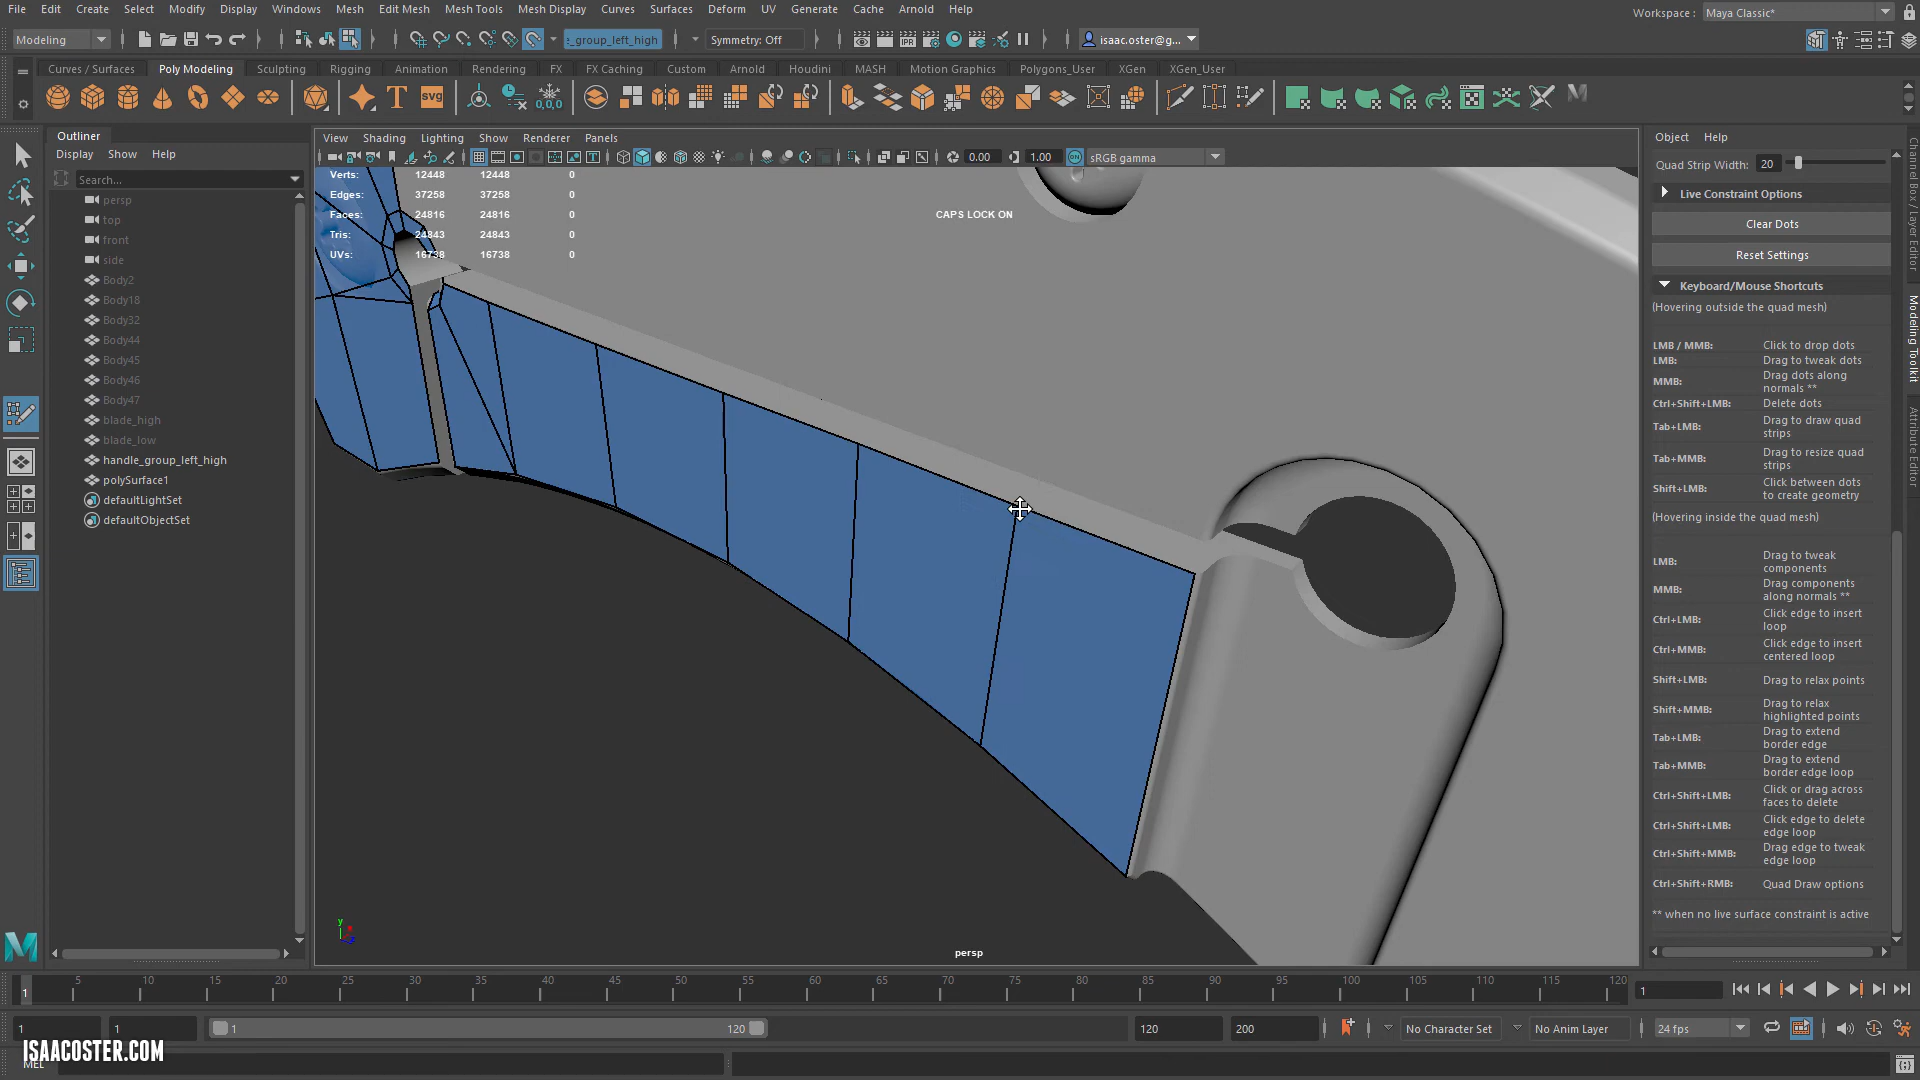 File Edit Create Select Modify Display Windows Mesh Edit Mesh Mesh Tools Mesh Display Curves Surfaces Deform UV Generate Cache Arnold Help
Workspace : Maya Classic*
Modeling :_group_left_high Symmetry: Off IPR isaac.oster@g...
Curves / Surfaces Poly Modeling Sculpting Rigging Animation Rendering FX FX Caching Custom Arnold Houdini MASH Motion Graphics Polygons_User XGen XGen_User
T SVG 0,0,0
Outliner
Display Show Help
Search...
persp
top
front
side
Body2
Body18
Body32
Body44
Body45
Body46
Body47
blade_high
blade_low
handle_group_left_high
polySurface1
defaultLightSet
defaultObjectSet
View Shading Lighting Show Renderer Panels
0.00 1.00 ON sRGB gamma
Verts: 12448 12448 0
Edges: 37258 37258 0
Faces: 24816 24816 0
Tris: 24843 24843 0
UVs: 16738 16738 0
CAPS LOCK ON
y
persp
Object Help
Quad Strip Width: 20
Live Constraint Options
Clear Dots
Reset Settings
Keyboard/Mouse Shortcuts
(Hovering outside the quad mesh)
LMB / MMB: Click to drop dots
LMB: Drag to tweak dots
MMB: Drag dots along normals **
Ctrl+Shift+LMB: Delete dots
Tab+LMB: Drag to draw quad strips
Tab+MMB: Drag to resize quad strips
Shift+LMB: Click between dots to create geometry
(Hovering inside the quad mesh)
LMB: Drag to tweak components
MMB: Drag components along normals **
Ctrl+LMB: Click edge to insert loop
Ctrl+MMB: Click edge to insert centered loop
Shift+LMB: Drag to relax points
Shift+MMB: Drag to relax highlighted points
Tab+LMB: Drag to extend border edge
Tab+MMB: Drag to extend border edge loop
Ctrl+Shift+LMB: Click or drag across faces to delete
Ctrl+Shift+LMB: Click edge to delete edge loop
Ctrl+Shift+MMB: Drag edge to tweak edge loop
Ctrl+Shift+RMB: Quad Draw options
** when no live surface constraint is active
Channel Box / Layer Editor
Modeling Toolkit
Attribute Editor
1 5 10 15 20 25 30 35 40 45 50 55 60 65 70 75 80 85 90 95 100 105 110 115 120 1
1 1 1 120 120 200 No Character Set No Anim Layer 24 fps
ISAACOSTER.COM
MEL